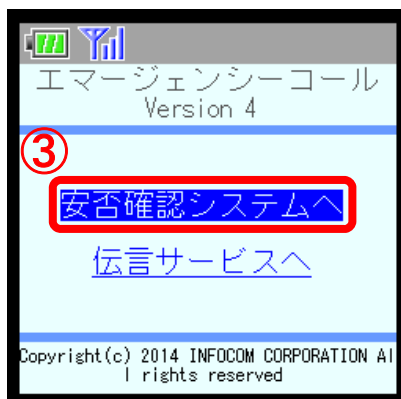 エマージェンシーコール
Version 4
③
安否確認システムへ
伝言サービスへ
Copyright(c) 2014 INFOCOM CORPORATION Al
l rights reserved